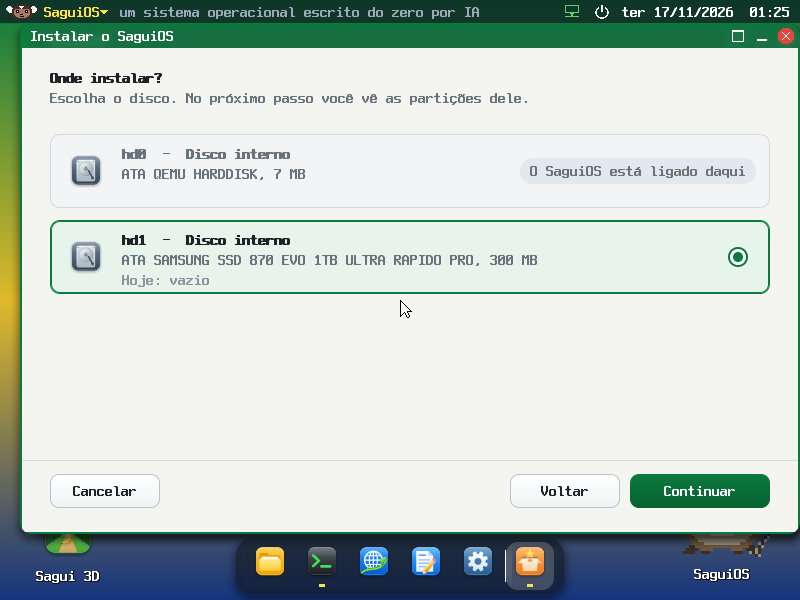 SaguiOS▾ um sistema operacional escrito do zero por IA ter 17/11/2026 01:25
Instalar o SaguiOS
Onde instalar?
Escolha o disco. No próximo passo você vê as partições dele.
hd0 - Disco interno
ATA QEMU HARDDISK, 7 MB
O SaguiOS está ligado daqui
hd1 - Disco interno
ATA SAMSUNG SSD 870 EVO 1TB ULTRA RAPIDO PRO, 300 MB
Hoje: vazio
Cancelar Voltar Continuar
Sagui 3D SaguiOS